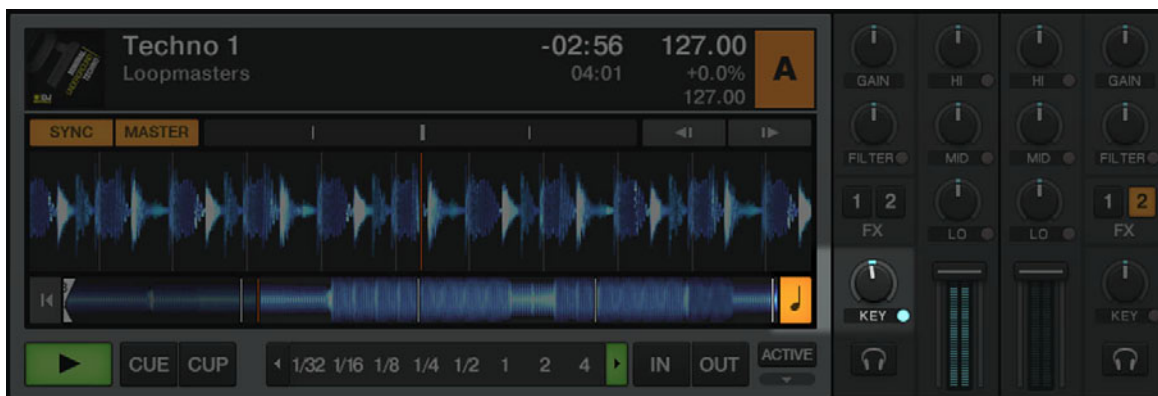 Techno 1
Loopmasters
-02:56
04:01
127.00
+0.0%
127.00
A
SYNC MASTER
CUE CUP
1/32 1/16 1/8 1/4 1/2 1 2 4
IN OUT
ACTIVE
GAIN HI HI GAIN
FILTER MID MID FILTER
1 2 1 2
FX LO LO FX
KEY KEY